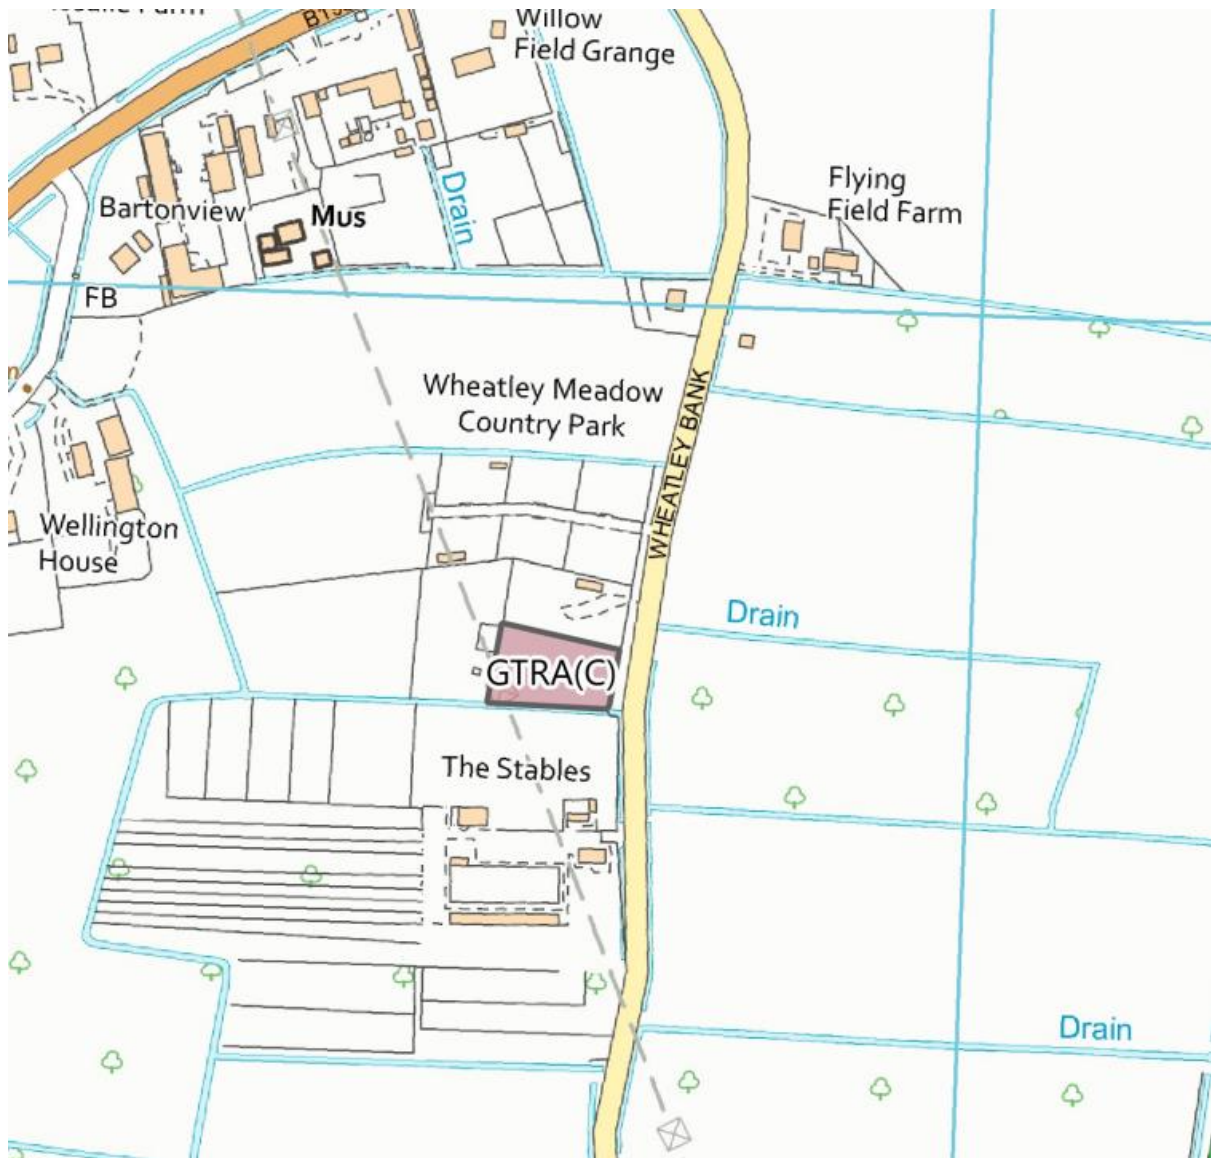 Willow
Field Grange
Flying
Field Farm
Drain
Bartonview
Mus
FB
Wheatley Meadow
Country Park
WHEATLEY BANK
Wellington
House
Drain
GTRA(C)
The Stables
Drain